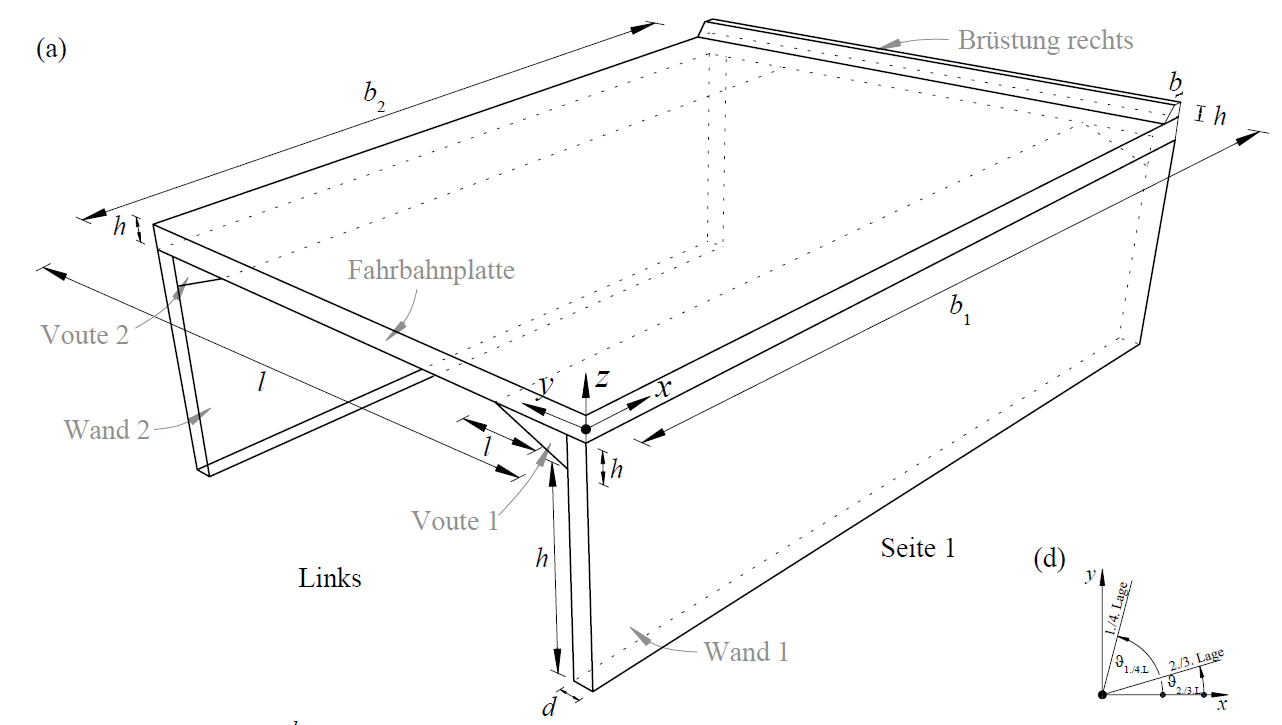 (a)
Brüstung rechts
b₂
b
h
h
Fahrbahnplatte
b₁
Voute 2
l
y
z
x
Wand 2
l
h
Voute 1
h
Links
Seite 1
(d)
y
1./4. Lage
ϑ1./4.L
2./3. Lage
ϑ2./3.L
x
Wand 1
d